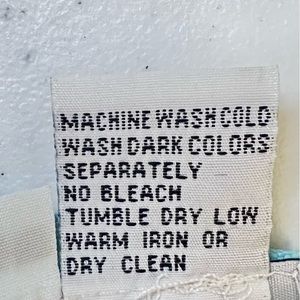 MACHINE WASH COLD
WASH DARK COLORS
SEPARATELY
NO BLEACH
TUMBLE DRY LOW
WARM IRON OR
DRY CLEAN